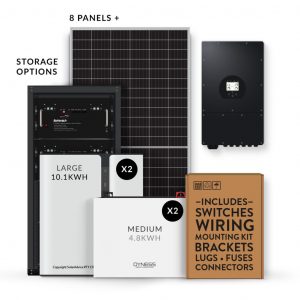 8 PANELS +
STORAGE
OPTIONS
LARGE
10.1KWH
X2
MEDIUM
4.8KWH
X2
DYNESS
INCLUDES:
SWITCHES
WIRING
MOUNTING KIT
BRACKETS
LUGS • FUSES
CONNECTORS